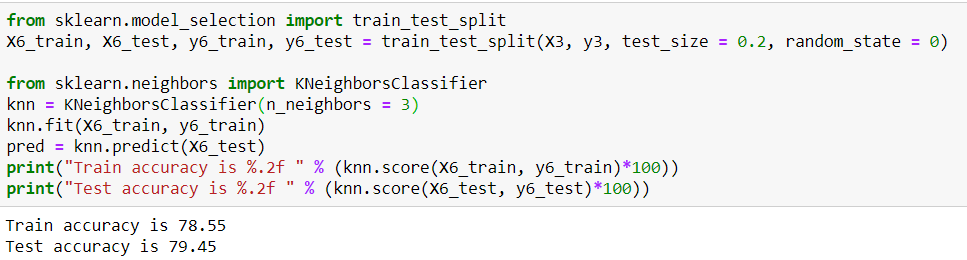 from sklearn.model_selection import train_test_split
X6_train, X6_test, y6_train, y6_test = train_test_split(X3, y3, test_size = 0.2, random_state = 0)
from sklearn.neighbors import KNeighborsClassifier
knn = KNeighborsClassifier(n_neighbors = 3)
knn.fit(X6_train, y6_train)
pred = knn.predict(X6_test)
print("Train accuracy is %.2f " % (knn.score(X6_train, y6_train)*100))
print("Test accuracy is %.2f " % (knn.score(X6_test, y6_test)*100))
Train accuracy is 78.55
Test accuracy is 79.45